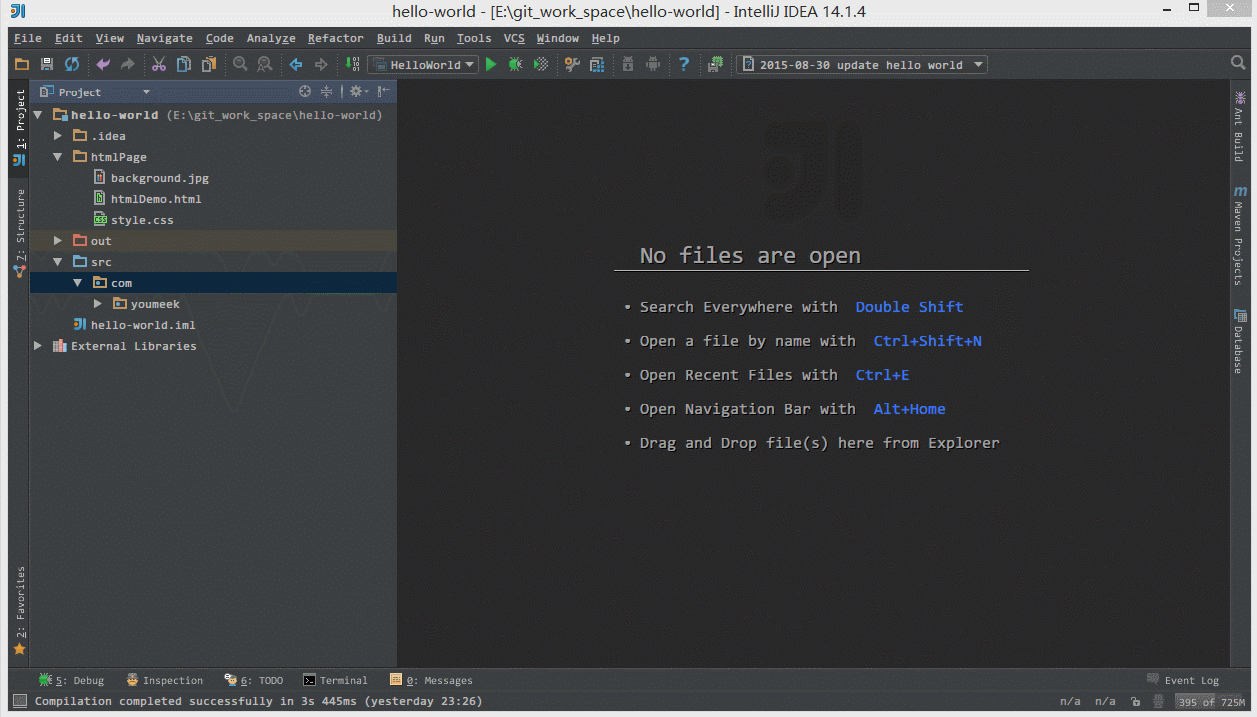 hello-world - [E:\git_work_space\hello-world] - IntelliJ IDEA 14.1.4
File Edit View Navigate Code Analyze Refactor Build Run Tools VCS Window Help
HelloWorld
2015-08-30 update hello world
1: Project
7: Structure
2: Favorites
Project
hello-world (E:\git_work_space\hello-world)
.idea
htmlPage
background.jpg
htmlDemo.html
style.css
out
src
com
youmeek
hello-world.iml
External Libraries
No files are open
• Search Everywhere with Double Shift
• Open a file by name with Ctrl+Shift+N
• Open Recent Files with Ctrl+E
• Open Navigation Bar with Alt+Home
• Drag and Drop file(s) here from Explorer
Ant Build
Maven Projects
Database
5: Debug Inspection 6: TODO Terminal 0: Messages Event Log
Compilation completed successfully in 3s 445ms (yesterday 23:26) n/a n/a 395 of 725M